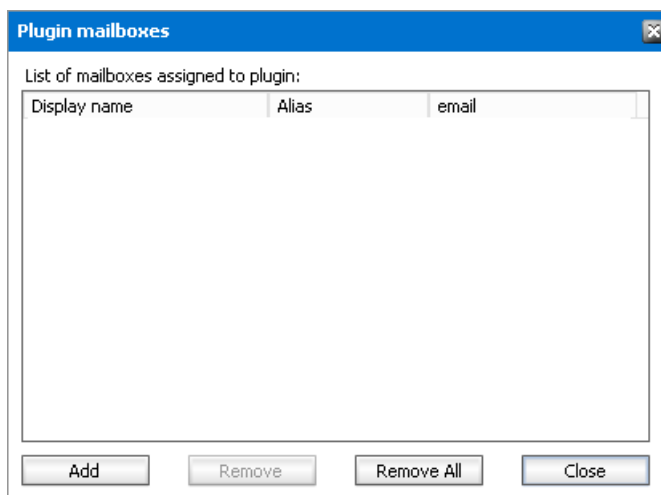 Plugin mailboxes
List of mailboxes assigned to plugin:
Display name Alias email
Add Remove Remove All Close